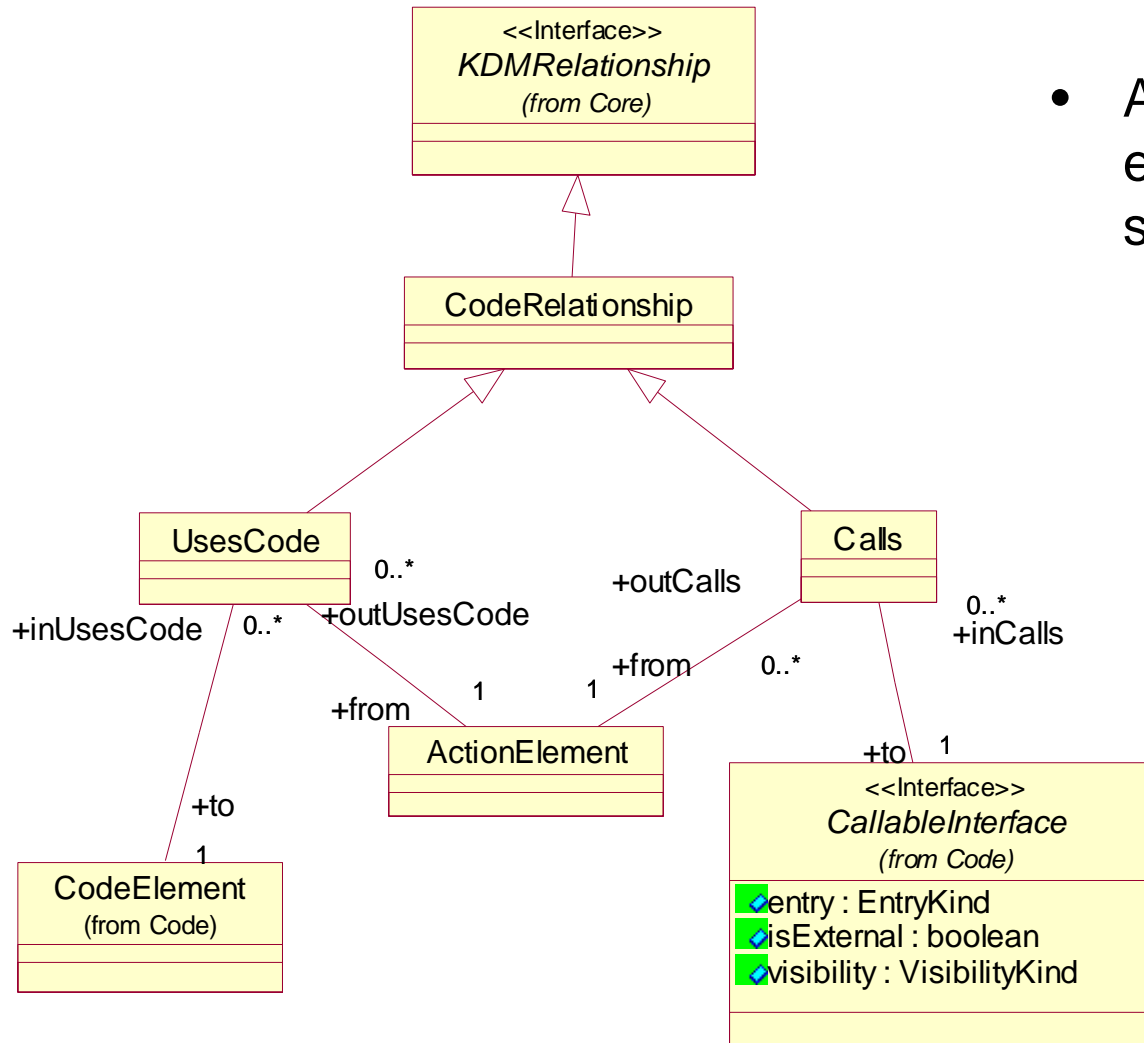 <<Interface>>
KDMRelationship
(from Core)
CodeRelationship
UsesCode
Calls
0..*
+outCalls
+inUsesCode
0..*
+outUsesCode
0..*
+inCalls
+from
0..*
1
1
+from
ActionElement
+to
1
<<Interface>>
CallableInterface
(from Code)
entry : EntryKind
isExternal : boolean
visibility : VisibilityKind
+to
1
CodeElement
(from Code)